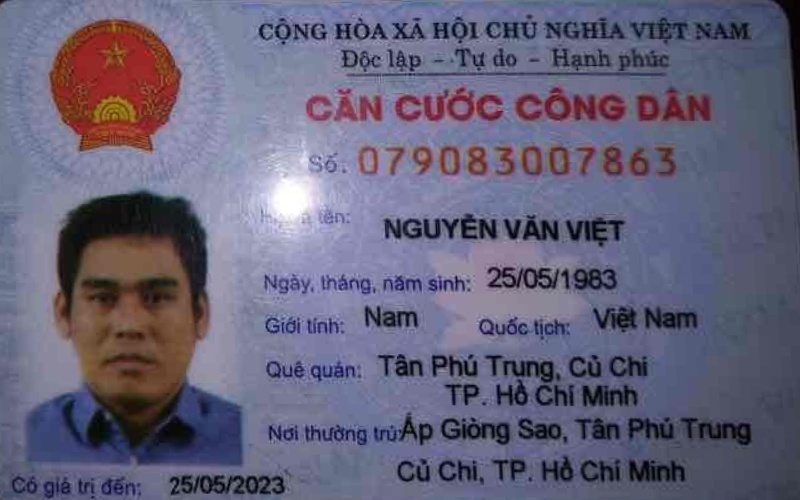 CỘNG HÒA XÃ HỘI CHỦ NGHĨA VIỆT NAM
Độc lập - Tự do - Hạnh phúc
CĂN CƯỚC CÔNG DÂN
Số: 079083007863
tên: NGUYỄN VĂN VIỆT
Ngày, tháng, năm sinh: 25/05/1983
Giới tính: Nam Quốc tịch: Việt Nam
Quê quán: Tân Phú Trung, Củ Chi
TP. Hồ Chí Minh
Nơi thường trú: Ấp Giòng Sao, Tân Phú Trung
Củ Chi, TP. Hồ Chí Minh
Có giá trị đến: 25/05/2023